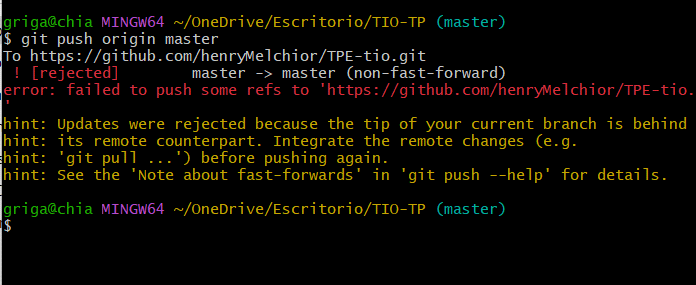 griga@chia MINGW64 ~/OneDrive/Escritorio/TIO-TP (master)
$ git push origin master
To https://github.com/henryMelchior/TPE-tio.git
 ! [rejected]        master -> master (non-fast-forward)
error: failed to push some refs to 'https://github.com/henryMelchior/TPE-tio.
'
hint: Updates were rejected because the tip of your current branch is behind
hint: its remote counterpart. Integrate the remote changes (e.g.
hint: 'git pull ...') before pushing again.
hint: See the 'Note about fast-forwards' in 'git push --help' for details.
griga@chia MINGW64 ~/OneDrive/Escritorio/TIO-TP (master)
$